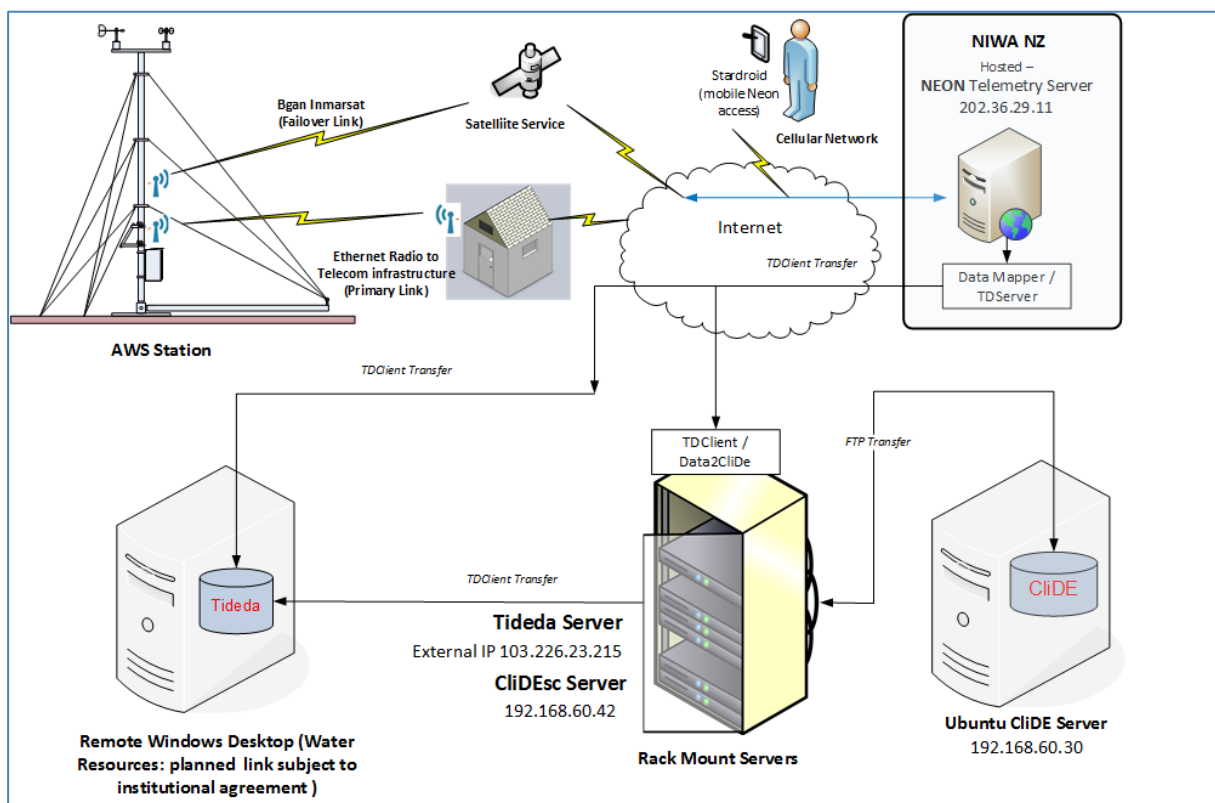 NIWA NZ
Hosted –
NEON Telemetry Server
202.36.29.11
Stardroid
(mobile Neon
access)
Cellular Network
Bgan Inmarsat
(Failover Link)
Satelliite Service
Internet
TDClient Transfer
Data Mapper /
TDServer
Ethernet Radio to
Telecom infrastructure
(Primary Link)
AWS Station
TDClient Transfer
TDClient /
Data2CliDe
FTP Transfer
Tideda
TDClient Transfer
CliDE
Tideda Server
External IP 103.226.23.215
CliDEsc Server
192.168.60.42
Remote Windows Desktop (Water
Resources: planned link subject to
institutional agreement )
Rack Mount Servers
Ubuntu CliDE Server
192.168.60.30